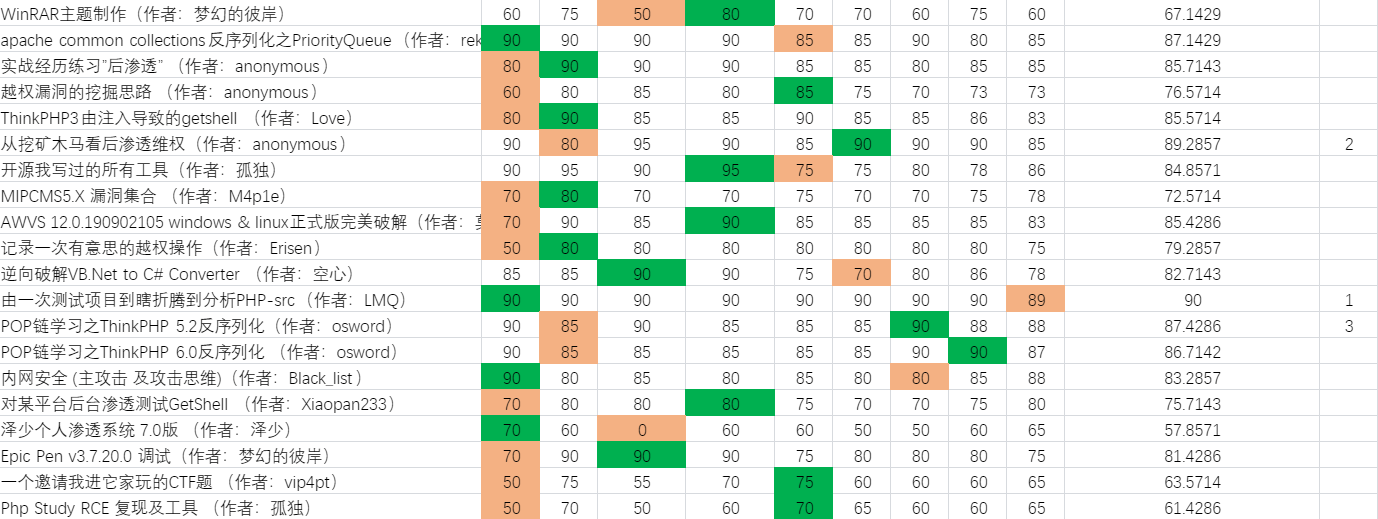 WinRAR主题制作（作者：梦幻的彼岸） 60 75 50 80 70 70 60 75 60 67.1429
apache common collections反序列化之PriorityQueue（作者：rek 90 90 90 90 85 85 90 80 85 87.1429
实战经历练习”后渗透”（作者：anonymous） 80 90 90 90 85 85 80 85 85 85.7143
越权漏洞的挖掘思路 （作者：anonymous） 60 80 85 80 85 75 70 73 73 76.5714
ThinkPHP3由注入导致的getshell （作者：Love） 80 90 85 85 90 85 85 86 83 85.5714
从挖矿木马看后渗透维权（作者：anonymous） 90 80 95 90 85 90 90 90 85 89.2857 2
开源我写过的所有工具（作者：孤独） 90 95 90 95 75 75 80 78 86 84.8571
MIPCMS5.X 漏洞集合 （作者：M4p1e） 70 80 70 70 75 70 70 75 78 72.5714
AWVS 12.0.190902105 windows & linux正式版完美破解（作者： 70 90 85 90 85 85 85 85 83 85.4286
记录一次有意思的越权操作（作者：Erisen） 50 80 80 80 80 80 80 80 75 79.2857
逆向破解VB.Net to C# Converter （作者：空心） 85 85 90 90 75 70 80 86 78 82.7143
由一次测试项目到瞎折腾到分析PHP-src（作者：LMQ） 90 90 90 90 90 90 90 90 89 90 1
POP链学习之ThinkPHP 5.2反序列化（作者：osword） 90 85 90 85 85 85 90 88 88 87.4286 3
POP链学习之ThinkPHP 6.0反序列化 （作者：osword） 90 85 85 85 85 85 90 90 87 86.7142
内网安全 (主攻击 及攻击思维)（作者：Black_list） 90 80 85 80 85 85 80 85 88 83.2857
对某平台后台渗透测试GetShell （作者：Xiaopan233） 70 80 80 80 75 70 70 75 80 75.7143
泽少个人渗透系统 7.0版 （作者：泽少） 70 60 0 60 60 50 50 60 65 57.8571
Epic Pen v3.7.20.0 调试（作者：梦幻的彼岸） 70 90 90 90 75 80 80 80 75 81.4286
一个邀请我进它家玩的CTF题 （作者：vip4pt） 50 75 55 70 75 60 60 60 65 63.5714
Php Study RCE 复现及工具 （作者：孤独） 50 70 50 60 70 65 60 60 65 61.4286